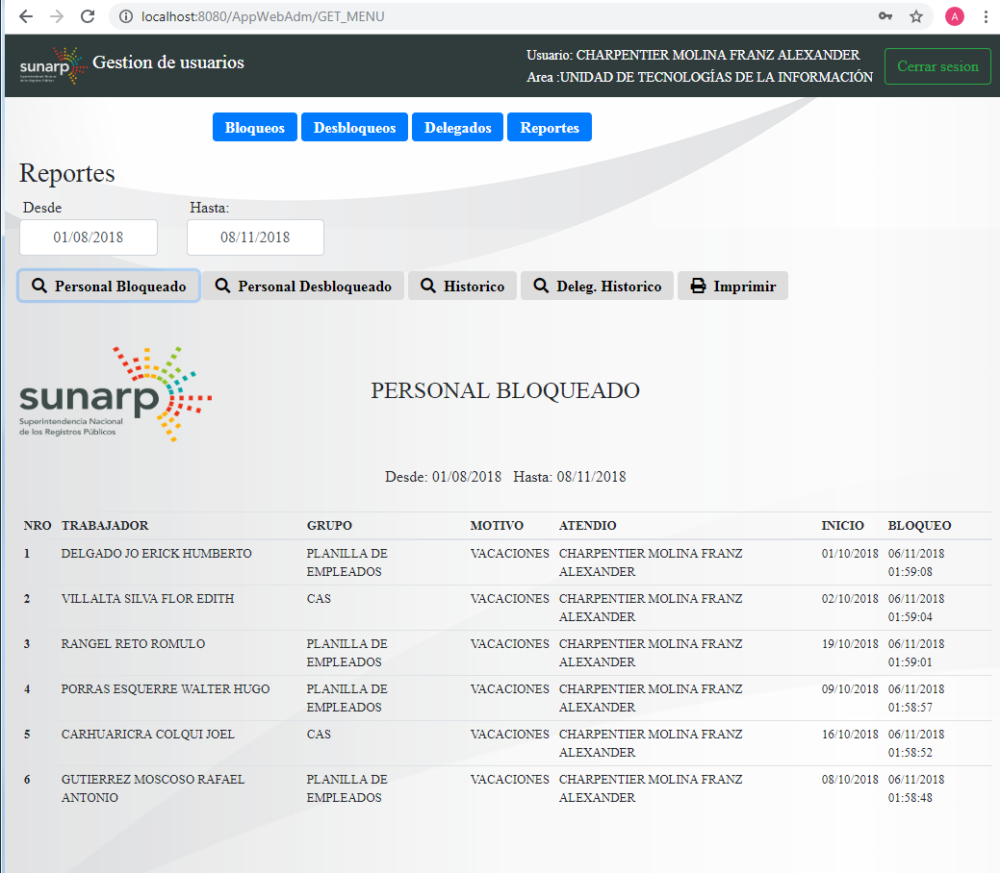 localhost:8080/AppWebAdm/GET_MENU
A
sunarp
Gestion de usuarios
Usuario: CHARPENTIER MOLINA FRANZ ALEXANDER
Area :UNIDAD DE TECNOLOGÍAS DE LA INFORMACIÓN
Cerrar sesion
Bloqueos Desbloqueos Delegados Reportes
Reportes
Desde Hasta:
01/08/2018 08/11/2018
Personal Bloqueado Personal Desbloqueado Historico Deleg. Historico Imprimir
sunarp
Superintendencia Nacional
de los Registros Públicos
PERSONAL BLOQUEADO
Desde: 01/08/2018 Hasta: 08/11/2018
NRO TRABAJADOR GRUPO MOTIVO ATENDIO INICIO BLOQUEO
1 DELGADO JO ERICK HUMBERTO PLANILLA DE VACACIONES CHARPENTIER MOLINA FRANZ 01/10/2018 06/11/2018
EMPLEADOS ALEXANDER 01:59:08
2 VILLALTA SILVA FLOR EDITH CAS VACACIONES CHARPENTIER MOLINA FRANZ 02/10/2018 06/11/2018
ALEXANDER 01:59:04
3 RANGEL RETO ROMULO PLANILLA DE VACACIONES CHARPENTIER MOLINA FRANZ 19/10/2018 06/11/2018
EMPLEADOS ALEXANDER 01:59:01
4 PORRAS ESQUERRE WALTER HUGO PLANILLA DE VACACIONES CHARPENTIER MOLINA FRANZ 09/10/2018 06/11/2018
EMPLEADOS ALEXANDER 01:58:57
5 CARHUARICRA COLQUI JOEL CAS VACACIONES CHARPENTIER MOLINA FRANZ 16/10/2018 06/11/2018
ALEXANDER 01:58:52
6 GUTIERREZ MOSCOSO RAFAEL PLANILLA DE VACACIONES CHARPENTIER MOLINA FRANZ 08/10/2018 06/11/2018
ANTONIO EMPLEADOS ALEXANDER 01:58:48